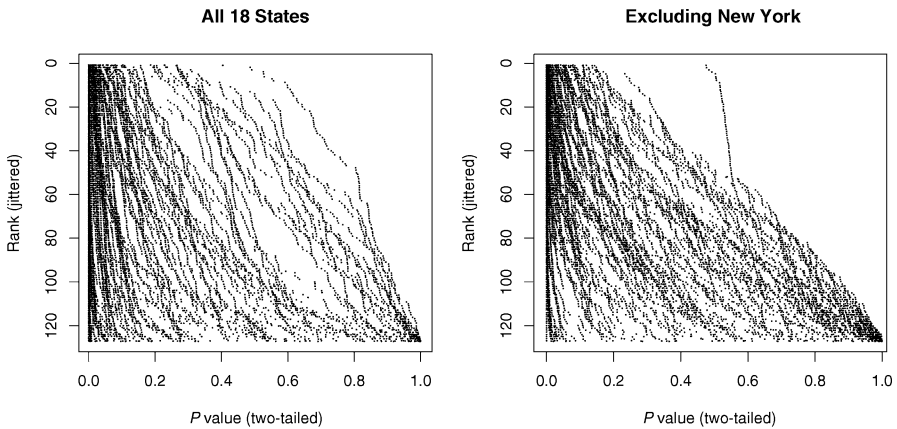 All 18 States
Rank (jittered)
0
20
40
60
80
100
120
0.0 0.2 0.4 0.6 0.8 1.0
P value (two-tailed)
Excluding New York
Rank (jittered)
0
20
40
60
80
100
120
0.0 0.2 0.4 0.6 0.8 1.0
P value (two-tailed)